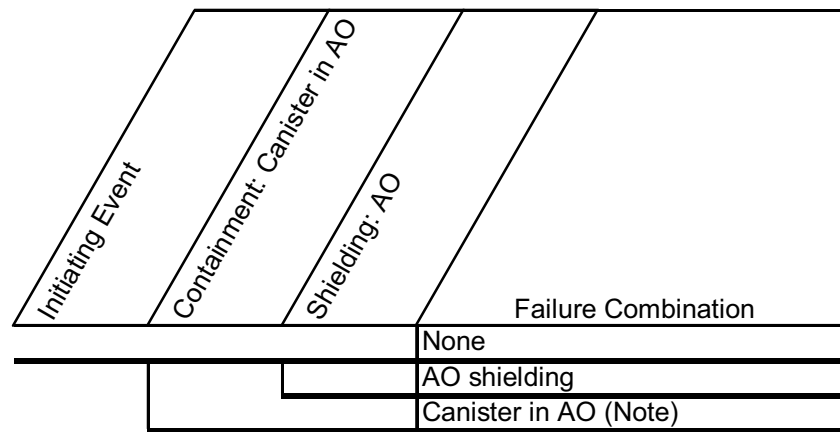 Initiating Event
Containment: Canister in AO
Shielding: AO
Failure Combination
None
AO shielding
Canister in AO (Note)